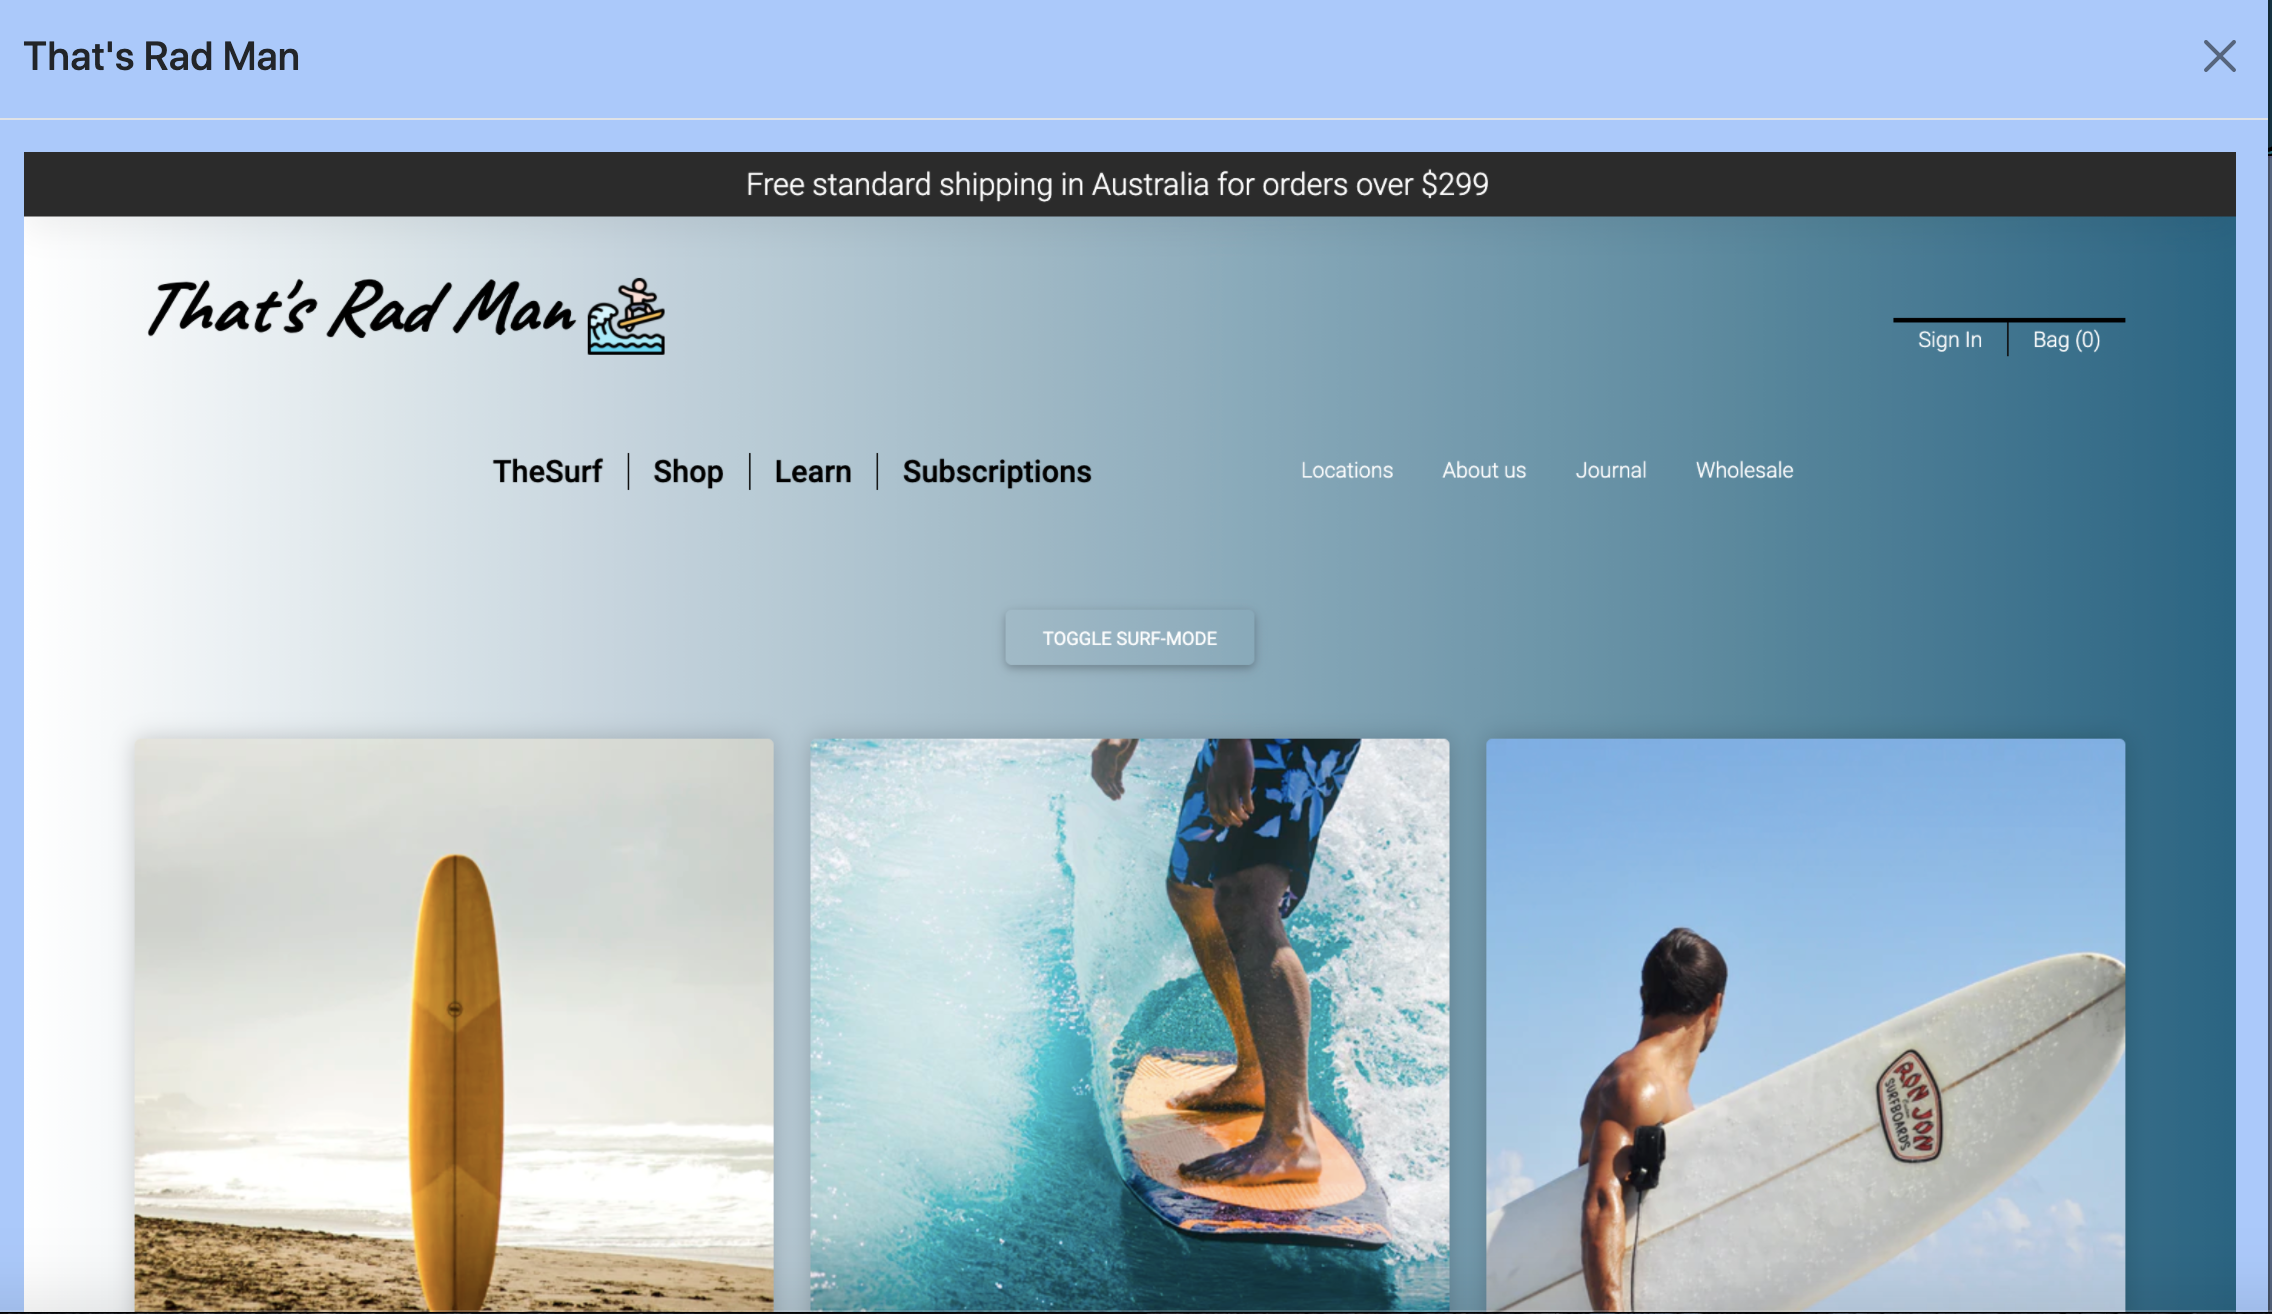 That's Rad Man
Free standard shipping in Australia for orders over $299
That's Rad Man
Sign In
Bag (0)
TheSurf
Shop
Learn
Subscriptions
Locations
About us
Journal
Wholesale
TOGGLE SURF-MODE
RON JON
SURFBOARDS